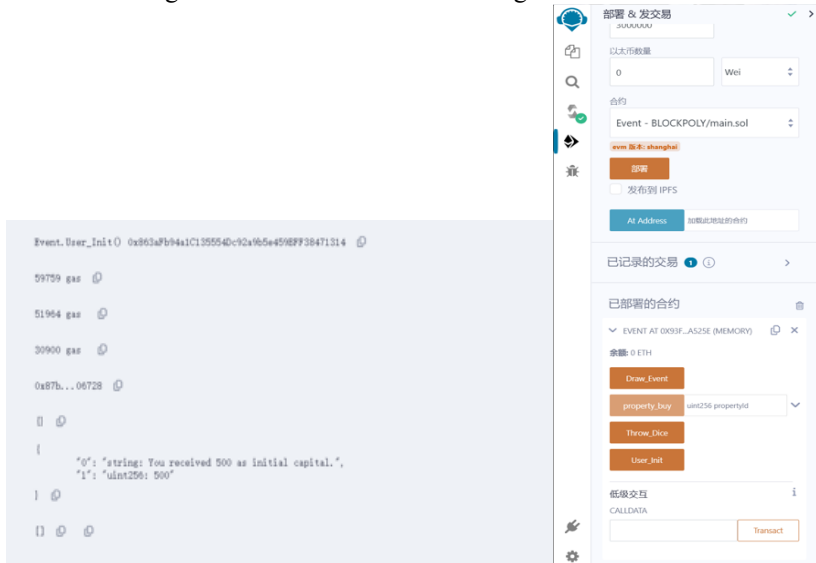 部署 & 发交易
3000000
以太币数量
0
Wei
合约
Event - BLOCKPOLY/main.sol
evm 版本: shanghai
部署
发布到 IPFS
At Address
加载此地址的合约
已记录的交易 1 i
已部署的合约
EVENT AT 0X93F...A525E (MEMORY)
余额: 0 ETH
Draw_Event
property_buy
uint256 propertyId
Throw_Dice
User_Init
低级交互 i
CALLDATA
Transact
Event.User_Init() 0x863aFb94a1C135554Dc92a9b5e459BFF38471314
59759 gas
51964 gas
30900 gas
0x87b...06728
{}
{
"0": "string: You received 500 as initial capital.",
"1": "uint256: 500"
}
[]